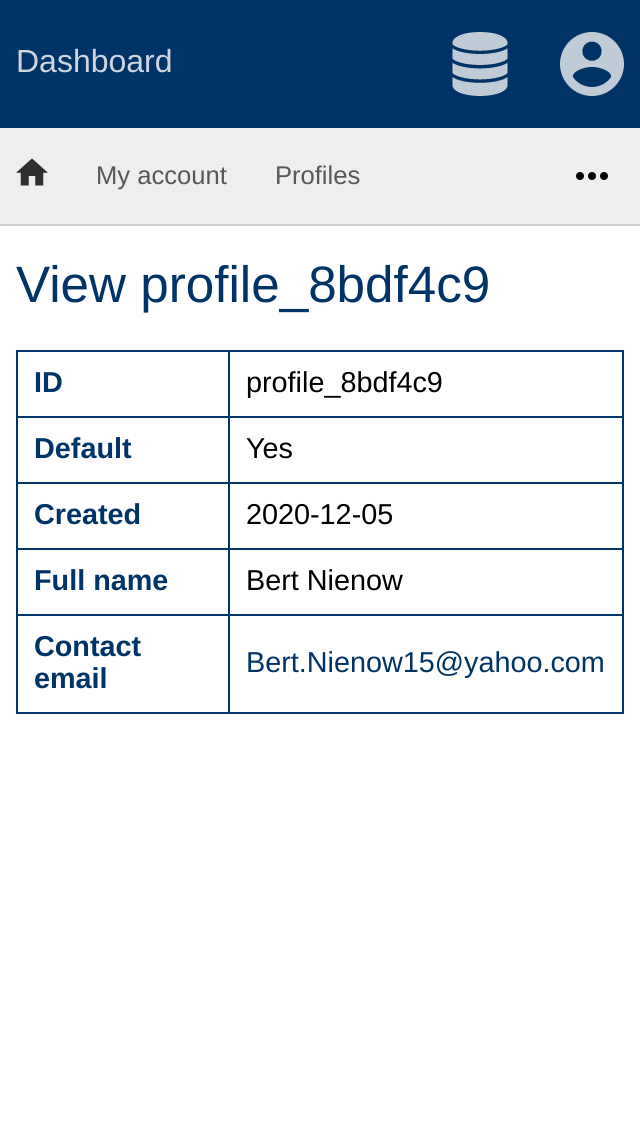 Dashboard
My account Profiles
View profile_8bdf4c9
ID profile_8bdf4c9
Default Yes
Created 2020-12-05
Full name Bert Nienow
Contact
email Bert.Nienow15@yahoo.com